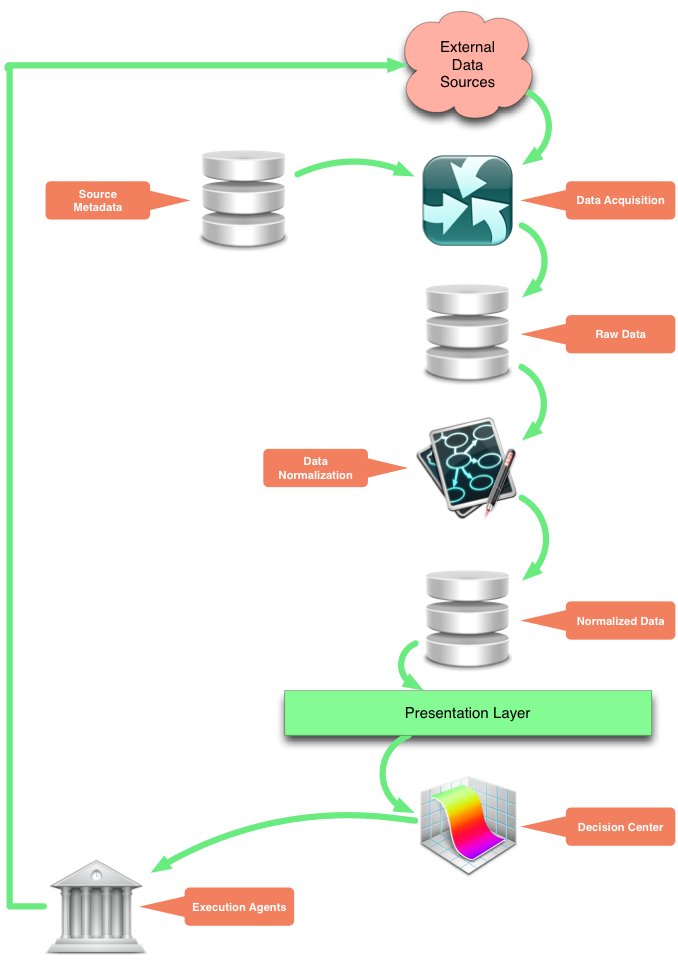 External
Data
Sources
Source
Metadata
Data Acquisition
Raw Data
Data
Normalization
Normalized Data
Presentation Layer
Decision Center
Execution Agents